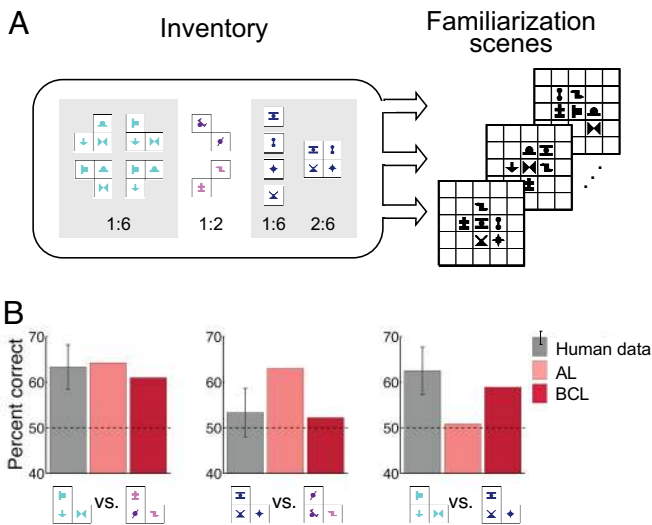 A
Inventory
Familiarization
scenes
1:6
1:2
1:6
2:6
B
Percent correct
70
60
50
40
70
60
50
40
70
60
50
40
Human data
AL
BCL
vs.
vs.
vs.